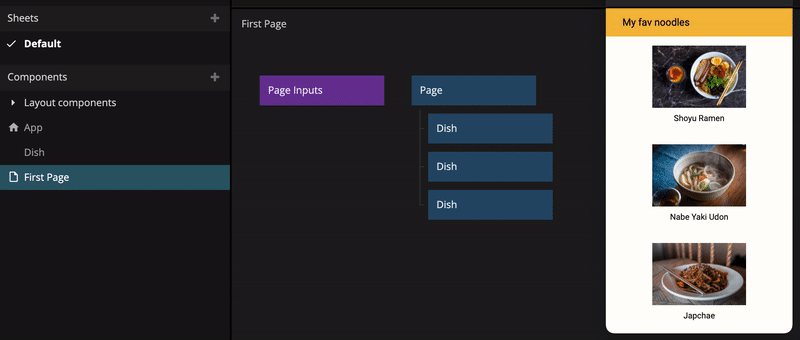 Sheets
Default
Components
Layout components
App
Dish
First Page
First Page
Page Inputs
Page
Dish
Dish
Dish
My fav noodles
Shoyu Ramen
Nabe Yaki Udon
Japchae